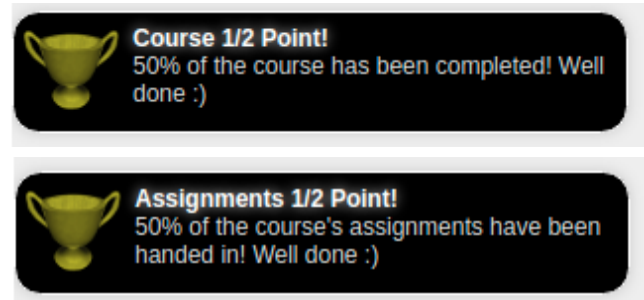 Course 1/2 Point!
50% of the course has been completed! Well
done :)
Assignments 1/2 Point!
50% of the course's assignments have been
handed in! Well done :)